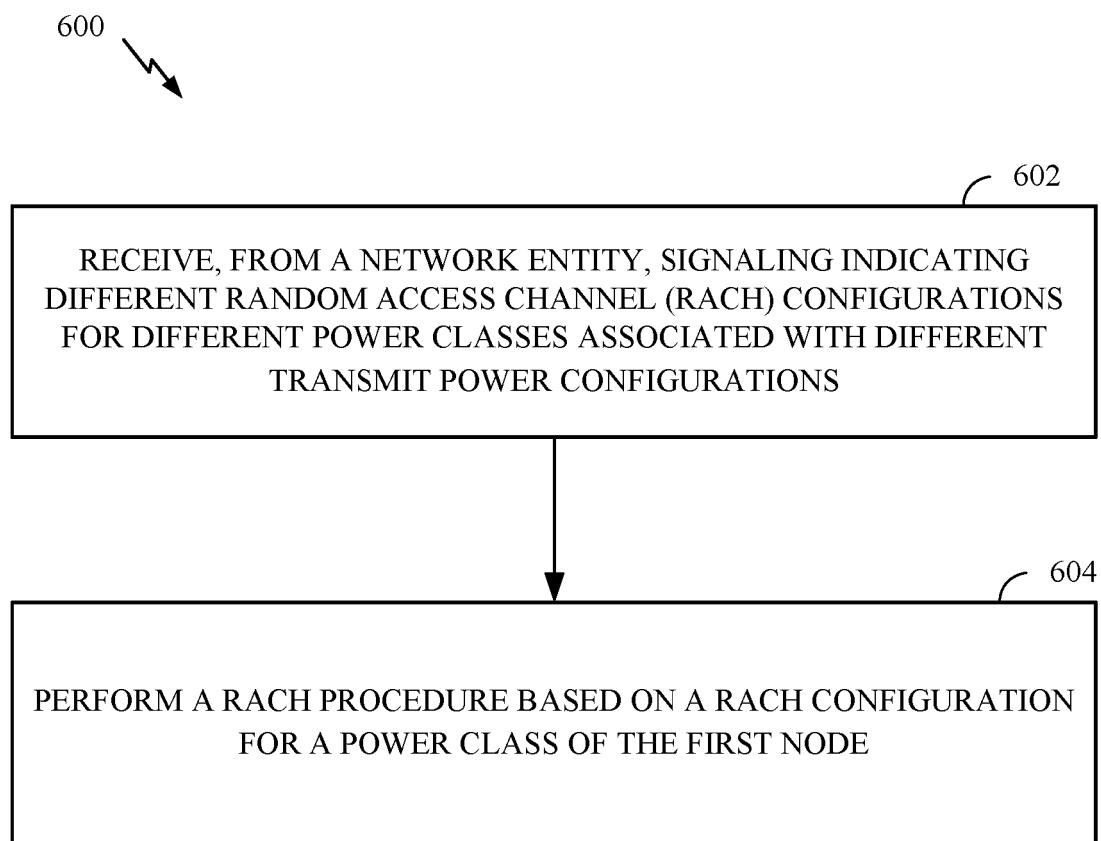 600
602
RECEIVE, FROM A NETWORK ENTITY, SIGNALING INDICATING
DIFFERENT RANDOM ACCESS CHANNEL (RACH) CONFIGURATIONS
FOR DIFFERENT POWER CLASSES ASSOCIATED WITH DIFFERENT
TRANSMIT POWER CONFIGURATIONS
604
PERFORM A RACH PROCEDURE BASED ON A RACH CONFIGURATION
FOR A POWER CLASS OF THE FIRST NODE